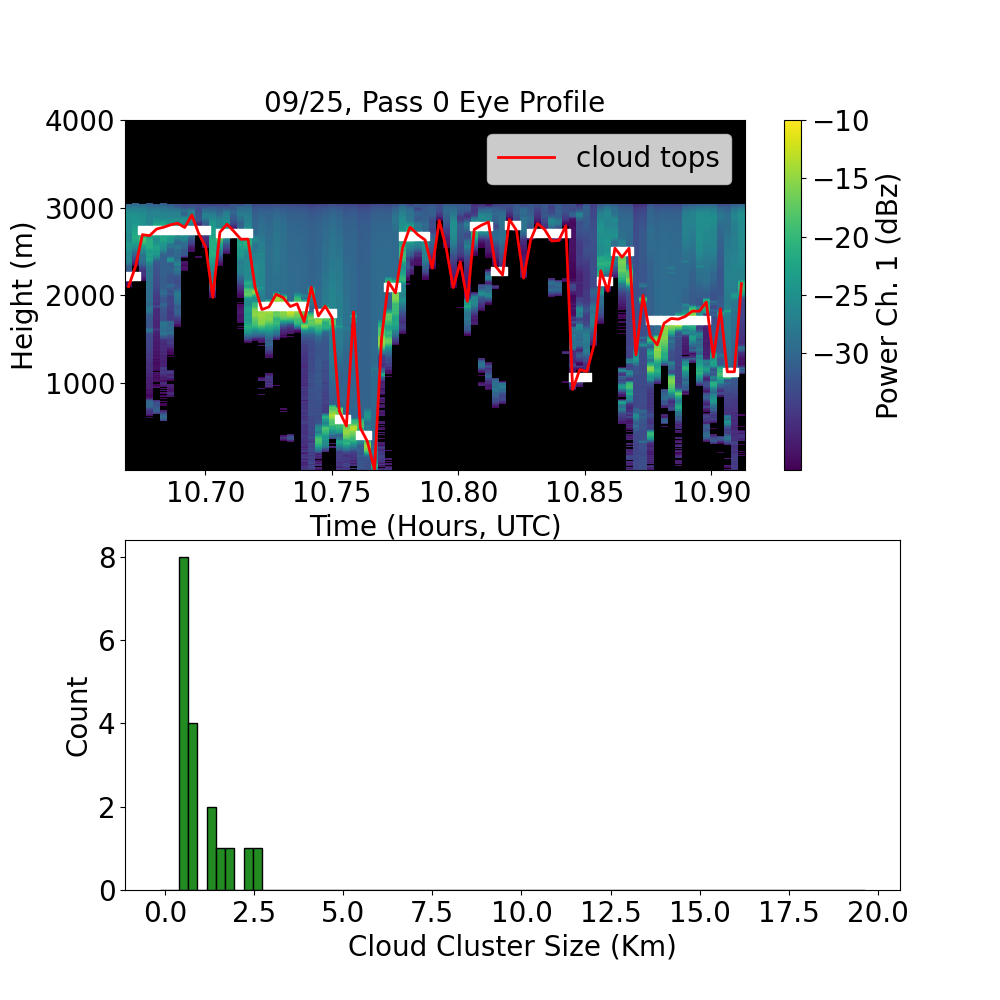 09/25, Pass 0 Eye Profile
cloud tops
4000
3000
2000
1000
Height (m)
10.70 10.75 10.80 10.85 10.90
Time (Hours, UTC)
−10
−15
−20
−25
−30
Power Ch. 1 (dBz)
8
6
4
2
0
Count
0.0 2.5 5.0 7.5 10.0 12.5 15.0 17.5 20.0
Cloud Cluster Size (Km)